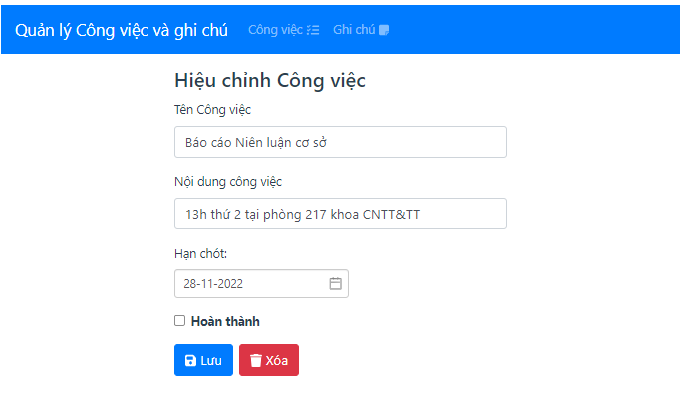 Quản lý Công việc và ghi chú Công việc Ghi chú
Hiệu chỉnh Công việc
Tên Công việc
Báo cáo Niên luận cơ sở
Nội dung công việc
13h thứ 2 tại phòng 217 khoa CNTT&TT
Hạn chót:
28-11-2022
Hoàn thành
Lưu Xóa